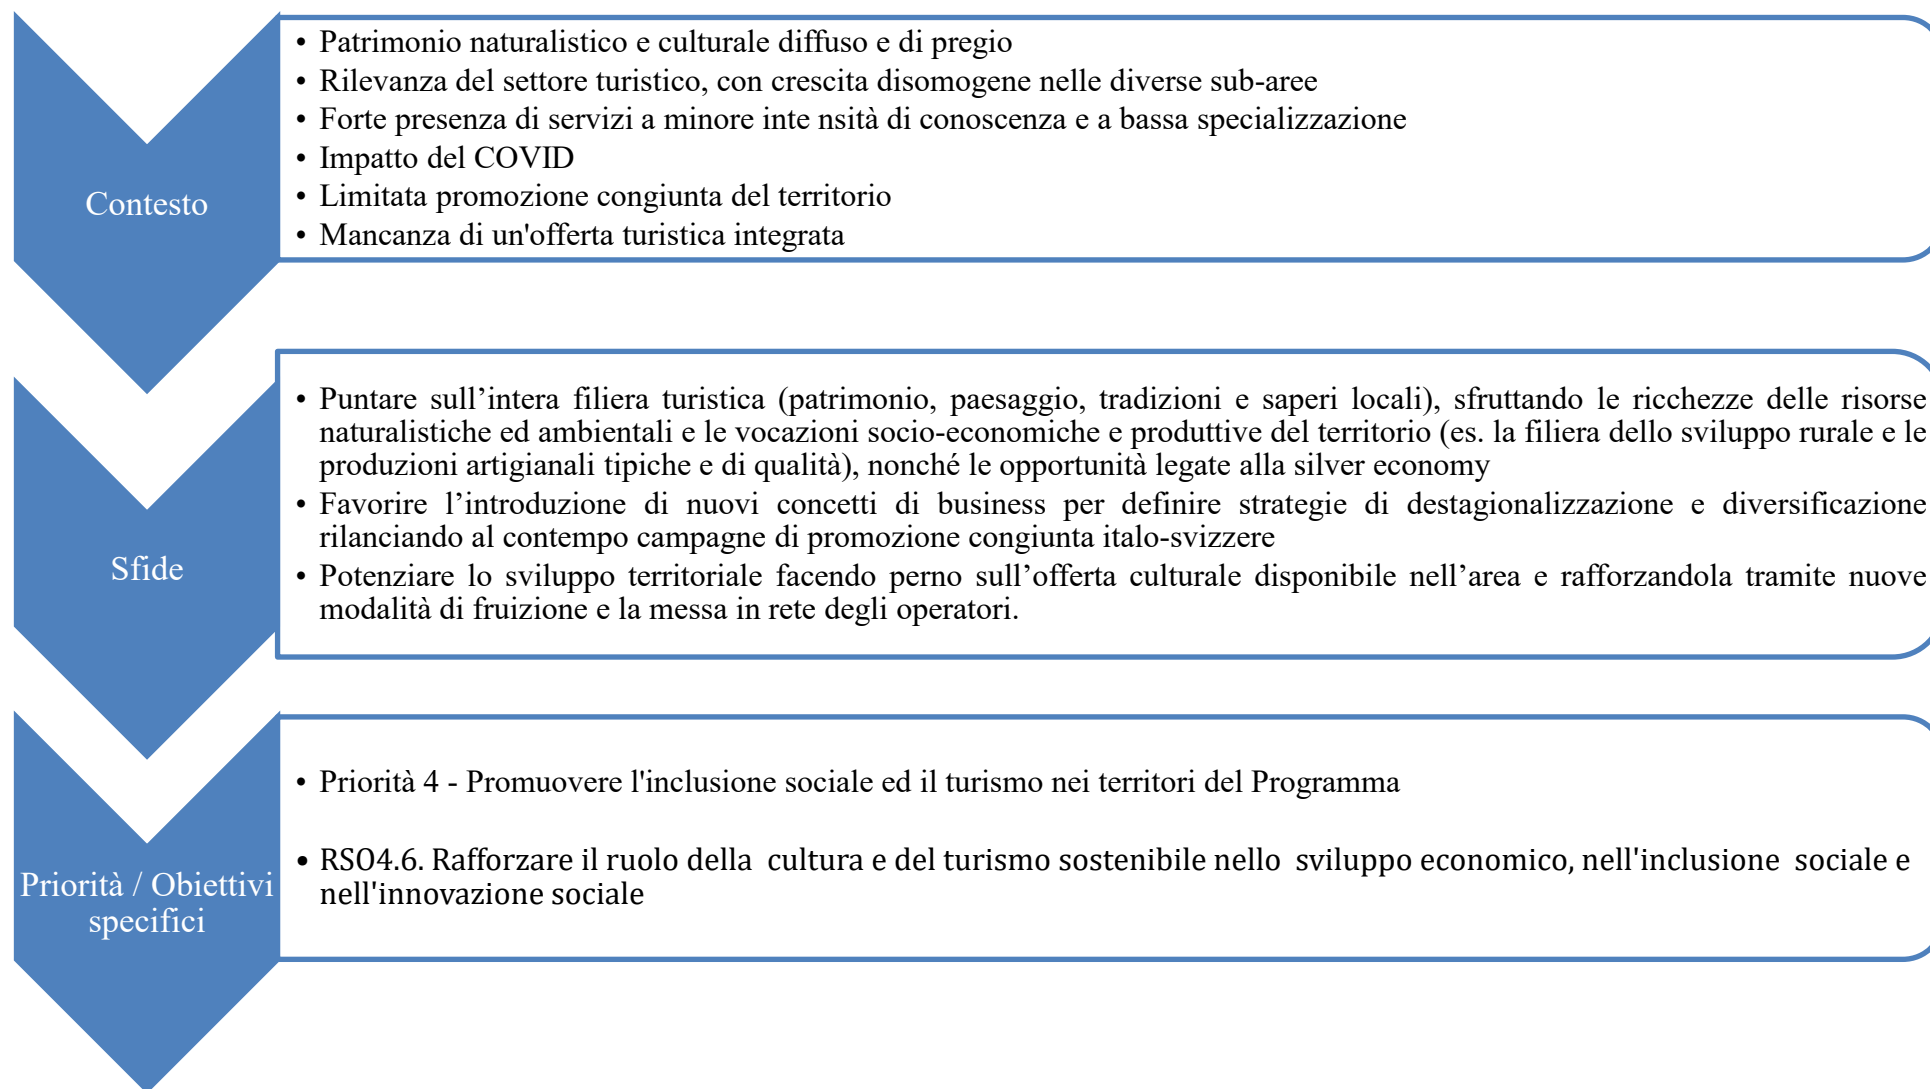 Contesto
• Patrimonio naturalistico e culturale diffuso e di pregio
• Rilevanza del settore turistico, con crescita disomogene nelle diverse sub-aree
• Forte presenza di servizi a minore inte nsità di conoscenza e a bassa specializzazione
• Impatto del COVID
• Limitata promozione congiunta del territorio
• Mancanza di un'offerta turistica integrata
Sfide
• Puntare sull’intera filiera turistica (patrimonio, paesaggio, tradizioni e saperi locali), sfruttando le ricchezze delle risorse
naturalistiche ed ambientali e le vocazioni socio-economiche e produttive del territorio (es. la filiera dello sviluppo rurale e le
produzioni artigianali tipiche e di qualità), nonché le opportunità legate alla silver economy
• Favorire l’introduzione di nuovi concetti di business per definire strategie di destagionalizzazione e diversificazione
rilanciando al contempo campagne di promozione congiunta italo-svizzere
• Potenziare lo sviluppo territoriale facendo perno sull’offerta culturale disponibile nell’area e rafforzandola tramite nuove
modalità di fruizione e la messa in rete degli operatori.
Priorità / Obiettivi
specifici
• Priorità 4 - Promuovere l'inclusione sociale ed il turismo nei territori del Programma
• RSO4.6. Rafforzare il ruolo della  cultura e del turismo sostenibile nello  sviluppo economico, nell'inclusione  sociale e
nell'innovazione sociale